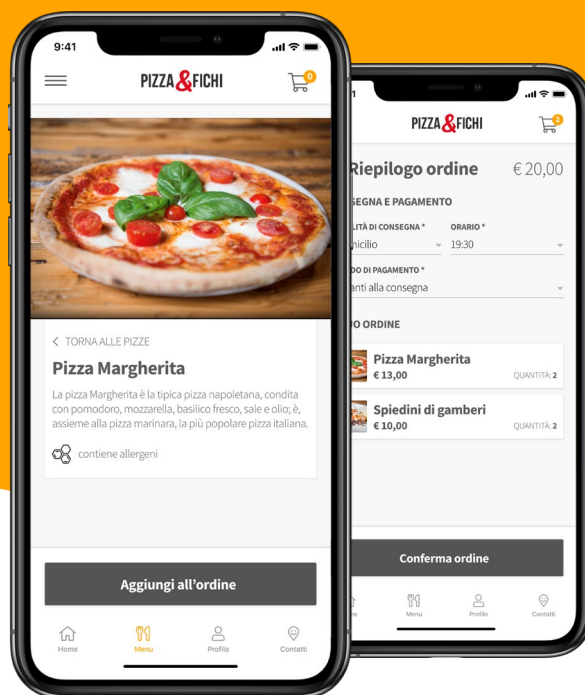 9:41
PIZZA&FICHI
0
TORNA ALLE PIZZE
Pizza Margherita
La pizza Margherita è la tipica pizza napoletana, condita
con pomodoro, mozzarella, basilico fresco, sale e olio; è,
assieme alla pizza marinara, la più popolare pizza italiana.
contiene allergeni
Aggiungi all'ordine
Home Menu Profilo Contatti
1
PIZZA&FICHI
2
Riepilogo ordine € 20,00
SEGNA E PAGAMENTO
LITÀ DI CONSEGNA * ORARIO *
nicilio 19:30
DO DI PAGAMENTO *
anti alla consegna
JO ORDINE
Pizza Margherita
€ 13,00 QUANTITÀ: 2
Spiedini di gamberi
€ 10,00 QUANTITÀ: 2
Conferma ordine
me Menu Profilo Contatti